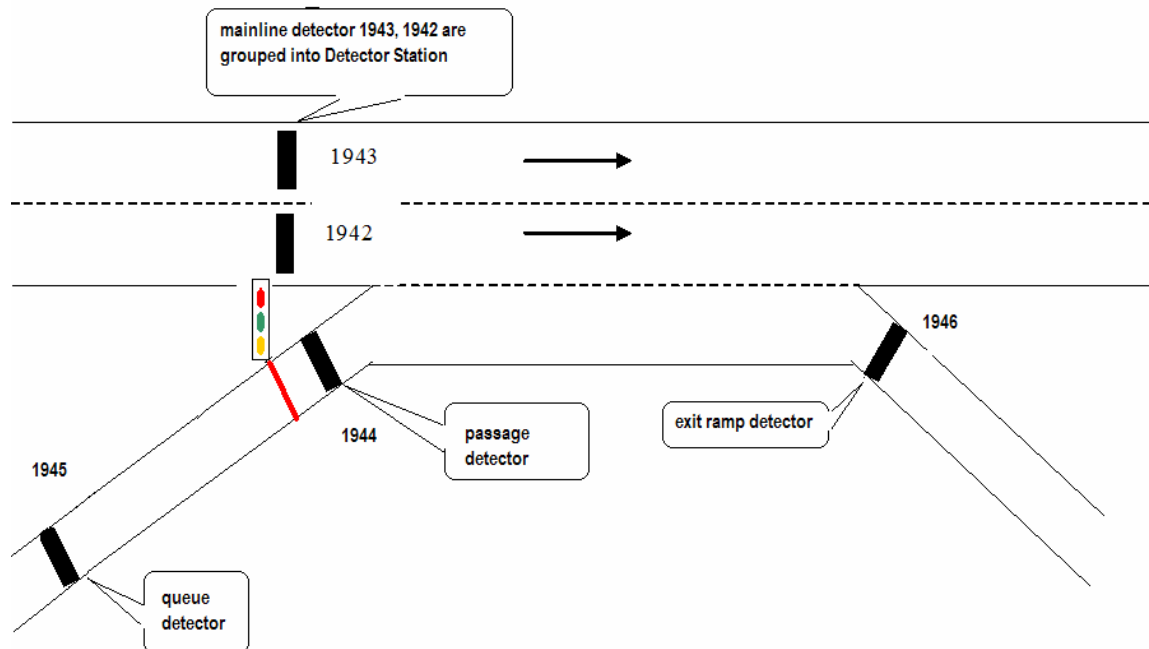 mainline detector 1943, 1942 are
grouped into Detector Station
1943
1942
1946
exit ramp detector
passage
detector
1944
1945
queue
detector